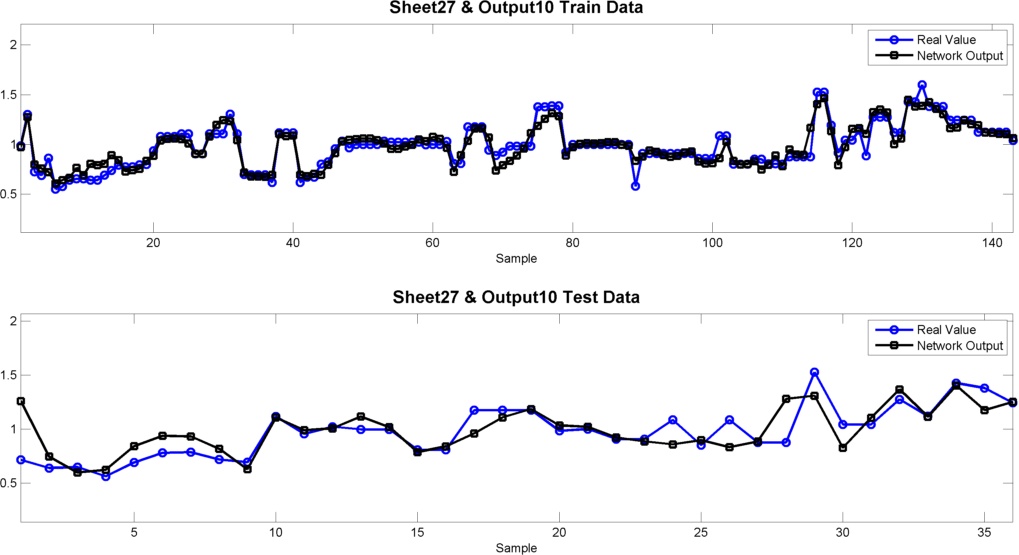 Sheet27 & Output10 Train Data
2
1.5
1
0.5
Real Value
Network Output
20 40 60 80 100 120 140
Sample
Sheet27 & Output10 Test Data
2
1.5
1
0.5
Real Value
Network Output
5 10 15 20 25 30 35
Sample